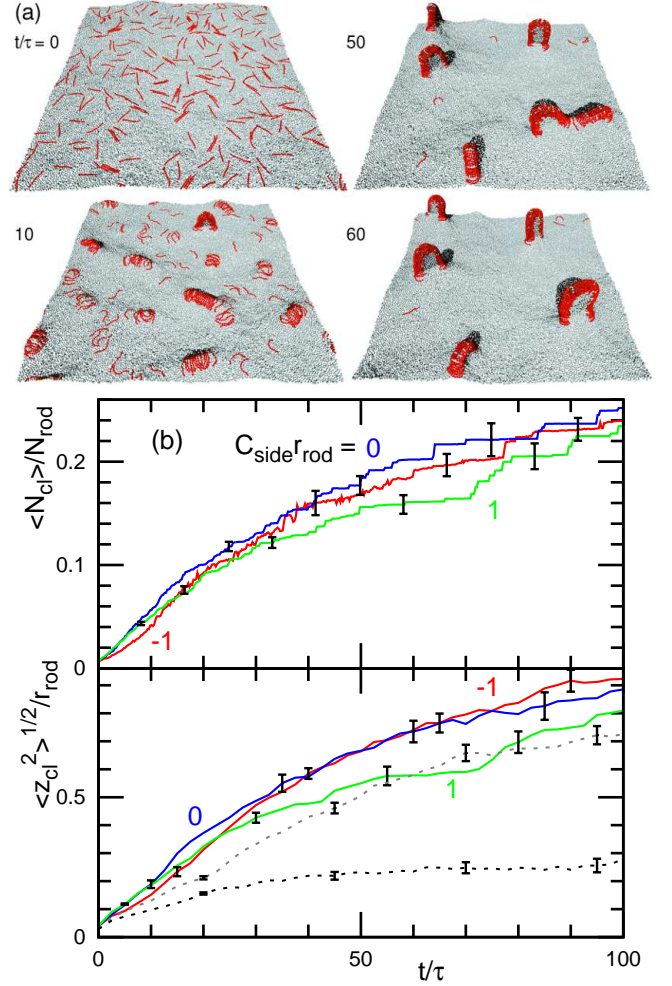 (a)
t/τ = 0
50
10
60
(b)
C_side r_rod = 0
1
-1
0.2
0.1
0
<N_cl>/N_rod
-1
0
1
0.5
0
<z_cl^2>^1/2/r_rod
0 50 100
t/τ